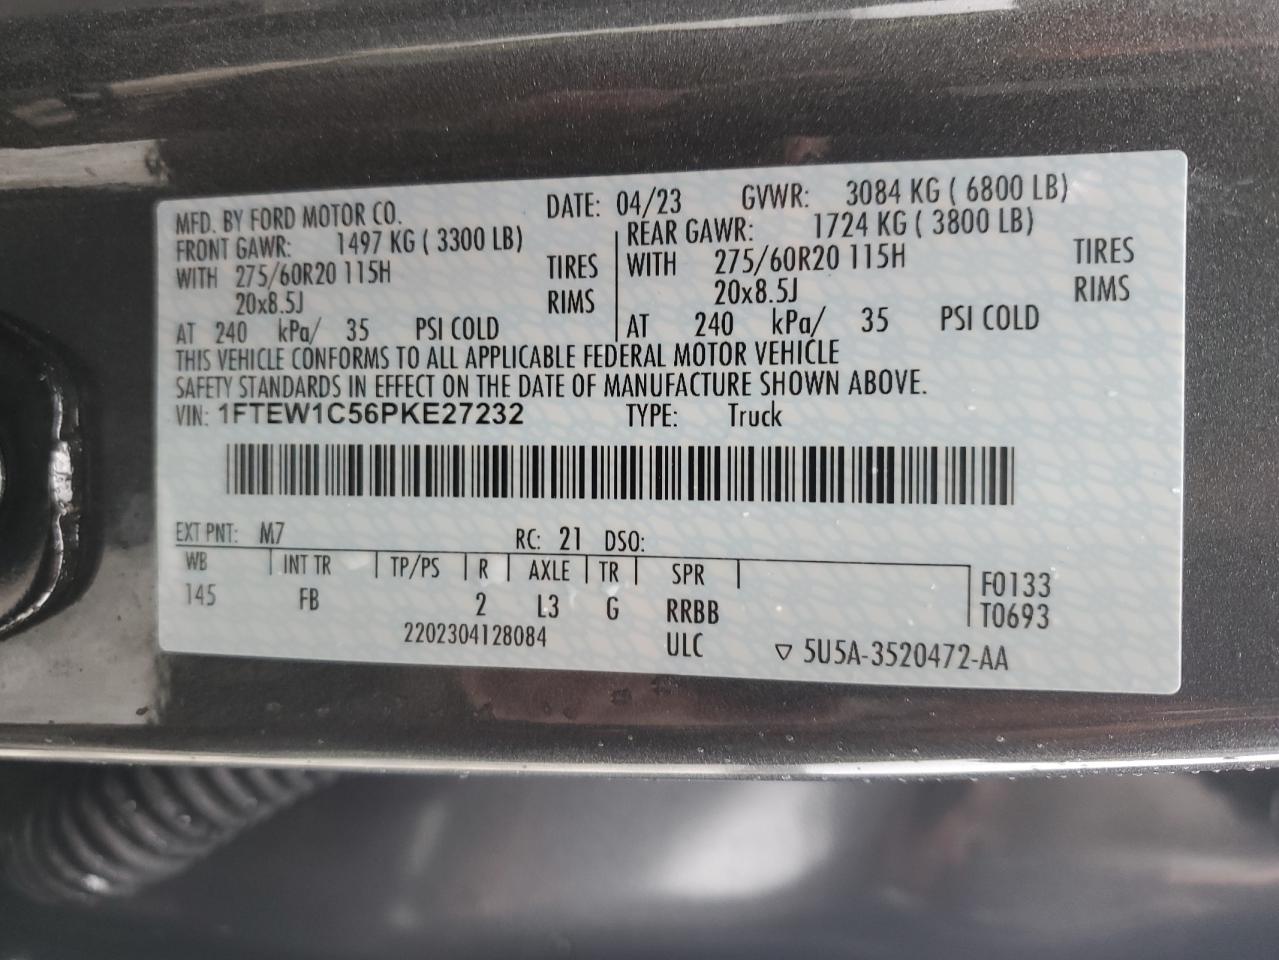 MFD. BY FORD MOTOR CO. DATE: 04/23 GVWR: 3084 KG ( 6800 LB)
FRONT GAWR: 1497 KG ( 3300 LB)
WITH 275/60R20 115H TIRES
20x8.5J RIMS
AT 240 kPa/ 35 PSI COLD
REAR GAWR: 1724 KG ( 3800 LB)
WITH 275/60R20 115H TIRES
20x8.5J RIMS
AT 240 kPa/ 35 PSI COLD
THIS VEHICLE CONFORMS TO ALL APPLICABLE FEDERAL MOTOR VEHICLE
SAFETY STANDARDS IN EFFECT ON THE DATE OF MANUFACTURE SHOWN ABOVE.
VIN: 1FTEW1C56PKE27232 TYPE: Truck
EXT PNT: M7 RC: 21 DSO:
WB INT TR TP/PS R AXLE TR SPR
145 FB 2 L3 G RRBB
F0133
T0693
2202304128084 ULC ▽ 5U5A-3520472-AA